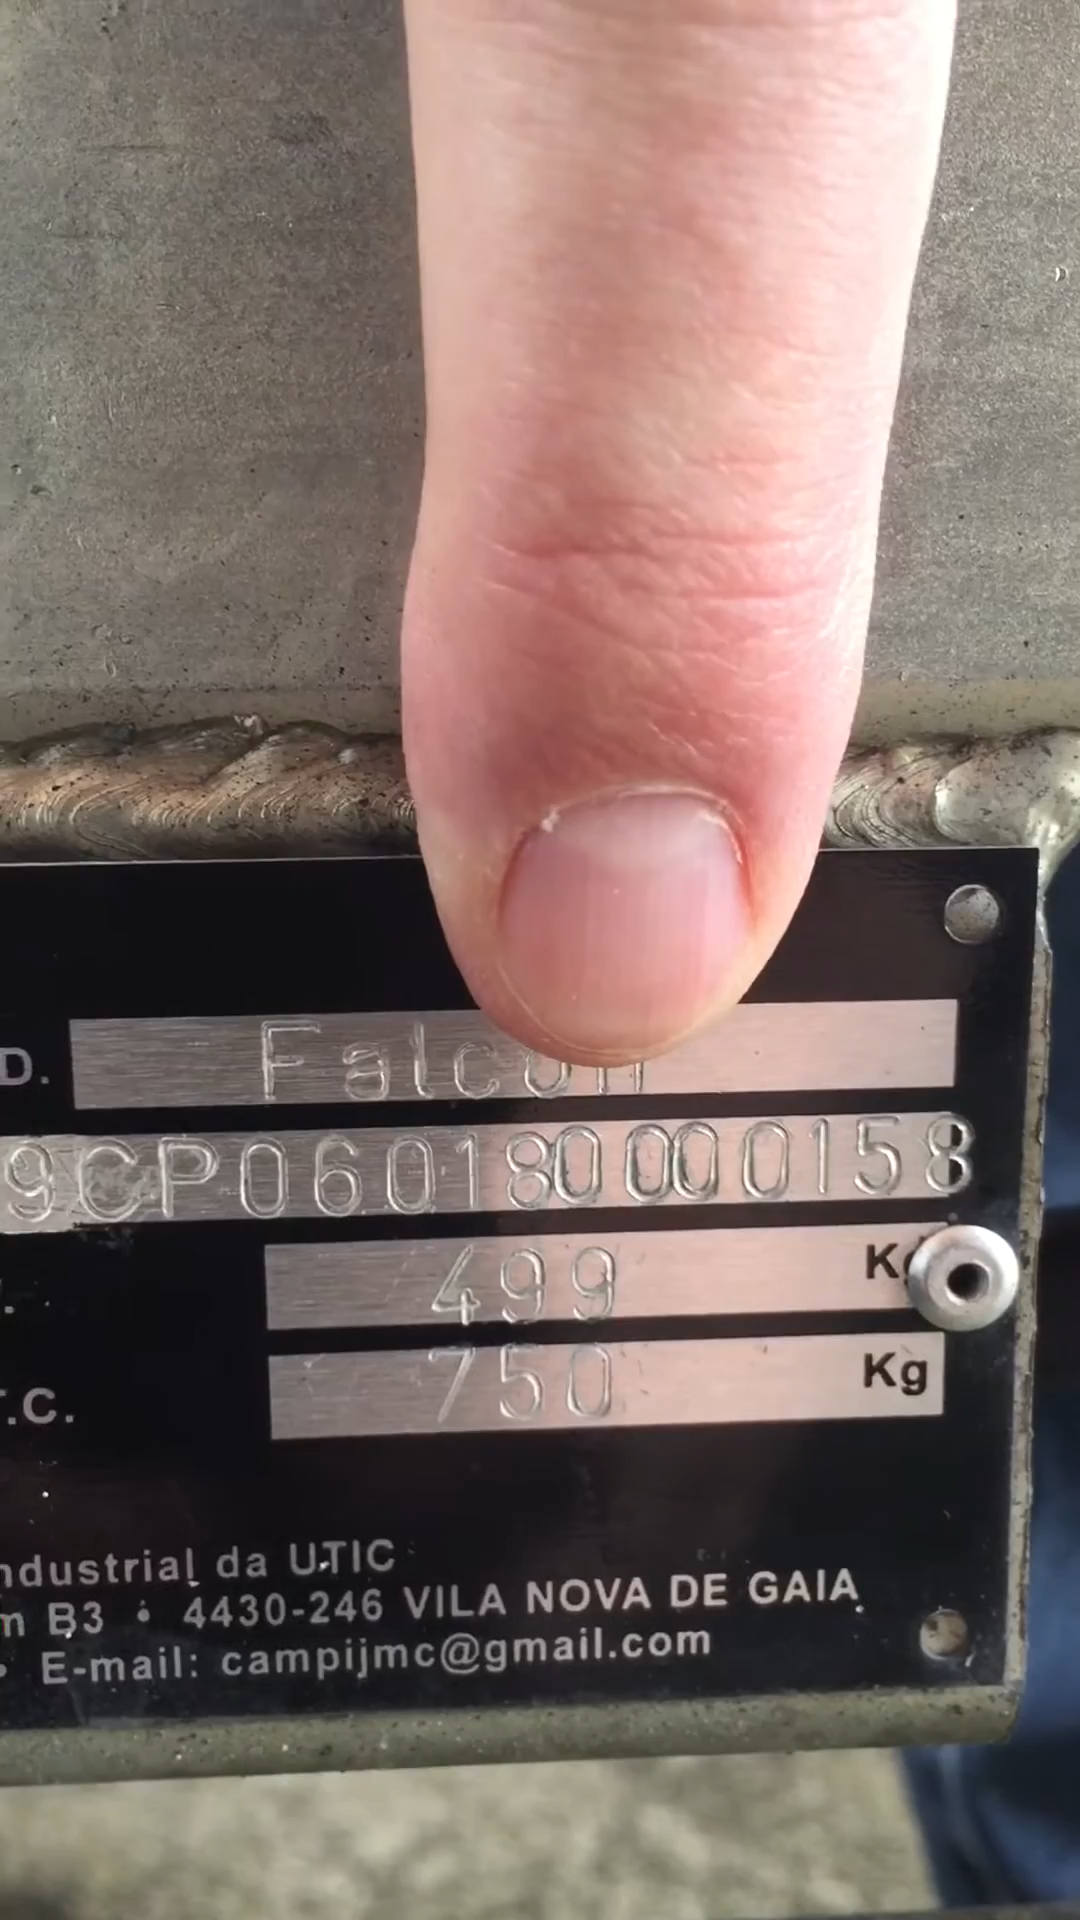 D. Falcon
9CP06018000000158
499 Kg
.C. 750 Kg
ndustrial da UTIC
m B3 • 4430-246 VILA NOVA DE GAIA
• E-mail: campijmc@gmail.com